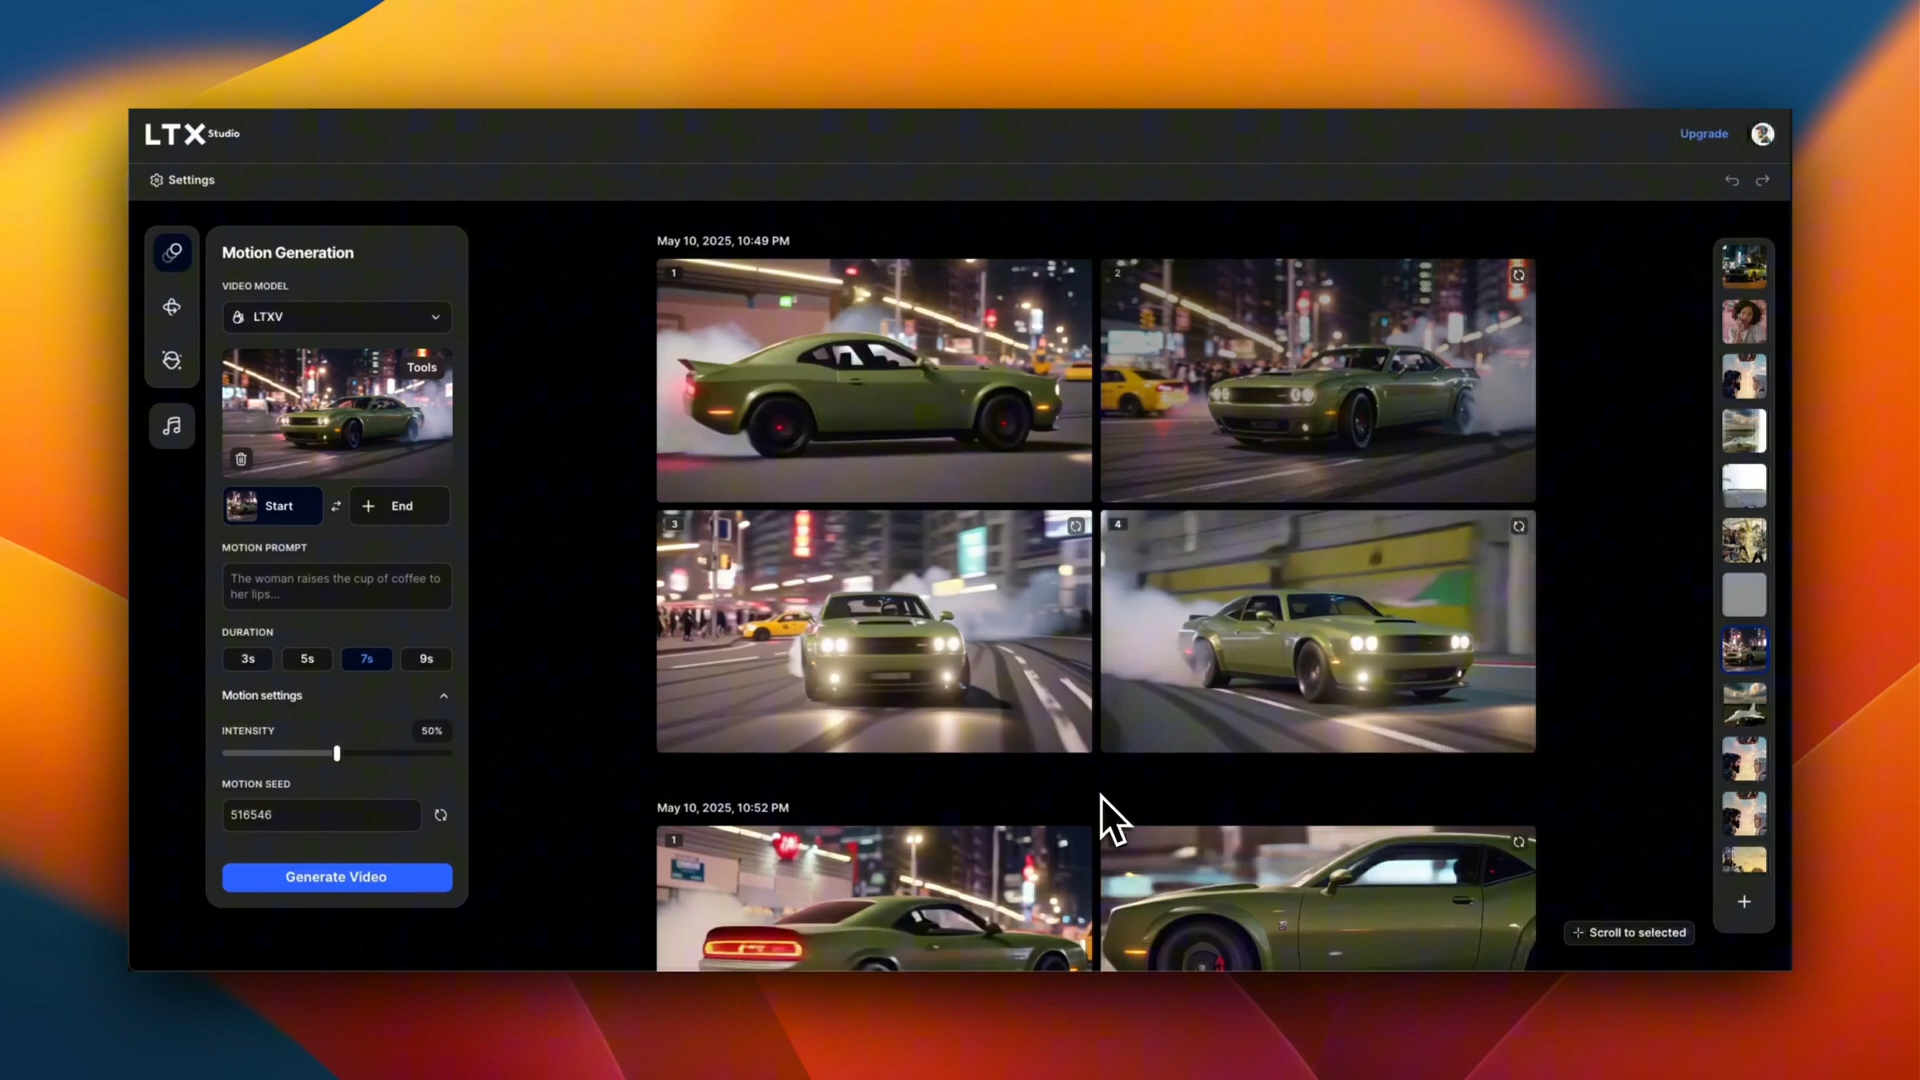 LTX Studio
Upgrade
Settings
Motion Generation
VIDEO MODEL
LTXV
Tools
Start
End
MOTION PROMPT
The woman raises the cup of coffee to
her lips...
DURATION
3s 5s 7s 9s
Motion settings
INTENSITY 50%
MOTION SEED
516546
Generate Video
May 10, 2025, 10:49 PM
1
2
3
4
May 10, 2025, 10:52 PM
1
Scroll to selected